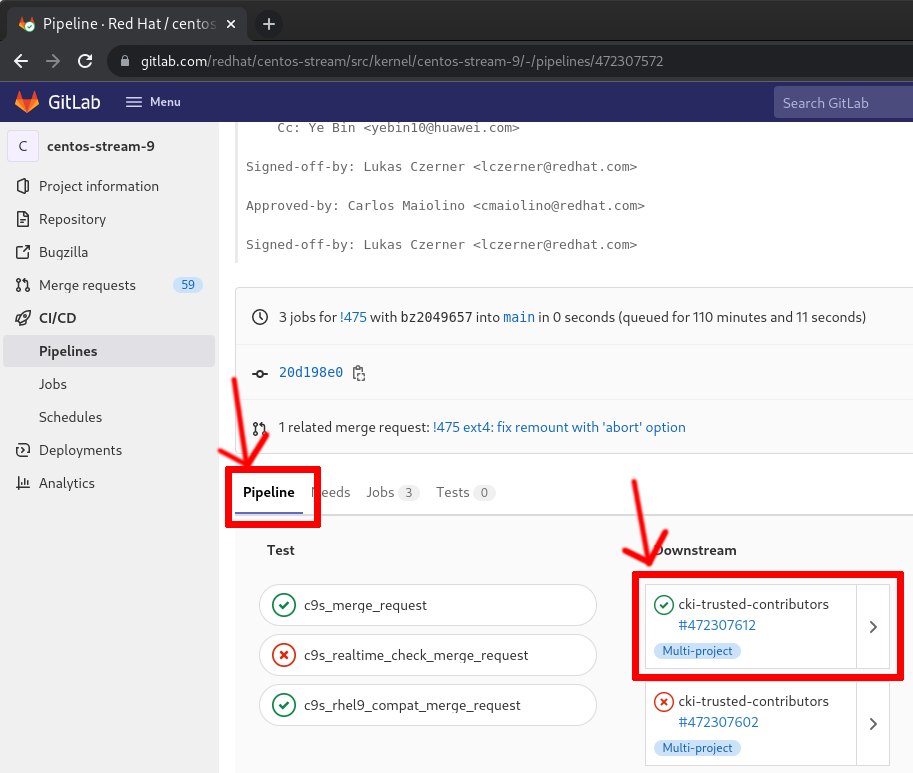 Pipeline · Red Hat / centos
gitlab.com/redhat/centos-stream/src/kernel/centos-stream-9/-/pipelines/472307572
GitLab
Menu
Search GitLab
C
centos-stream-9
Project information
Repository
Bugzilla
Merge requests 59
CI/CD
Pipelines
Jobs
Schedules
Deployments
Analytics
Cc: Ye Bin <yebin10@huawei.com>
Signed-off-by: Lukas Czerner <lczerner@redhat.com>
Approved-by: Carlos Maiolino <cmaiolino@redhat.com>
Signed-off-by: Lukas Czerner <lczerner@redhat.com>
3 jobs for !475 with bz2049657 into main in 0 seconds (queued for 110 minutes and 11 seconds)
20d198e0
1 related merge request: !475 ext4: fix remount with 'abort' option
Pipeline Needs Jobs 3 Tests 0
Test
c9s_merge_request
c9s_realtime_check_merge_request
c9s_rhel9_compat_merge_request
Downstream
cki-trusted-contributors
#472307612
Multi-project
cki-trusted-contributors
#472307602
Multi-project